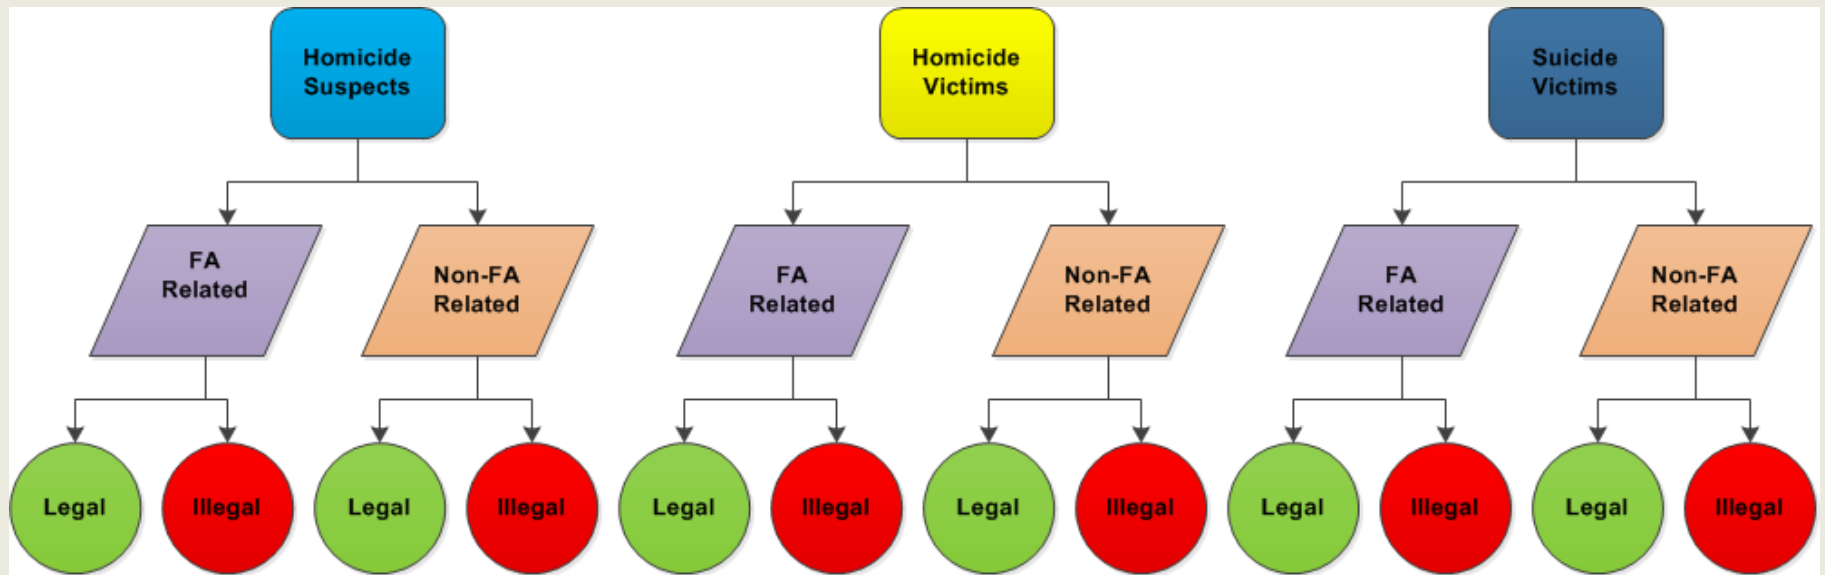 Homicide
Suspects
Homicide
Victims
Suicide
Victims
FA
Related
Non-FA
Related
FA
Related
Non-FA
Related
FA
Related
Non-FA
Related
Legal
Illegal
Legal
Illegal
Legal
Illegal
Legal
Illegal
Legal
Illegal
Legal
Illegal